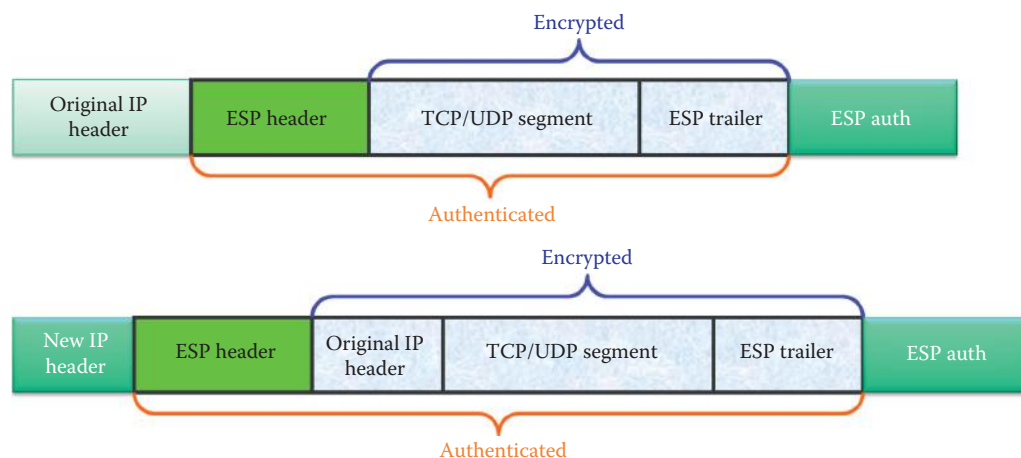 Encrypted
Original IP
header
ESP header
TCP/UDP segment
ESP trailer
ESP auth
Authenticated
Encrypted
New IP
header
ESP header
Original IP
header
TCP/UDP segment
ESP trailer
ESP auth
Authenticated